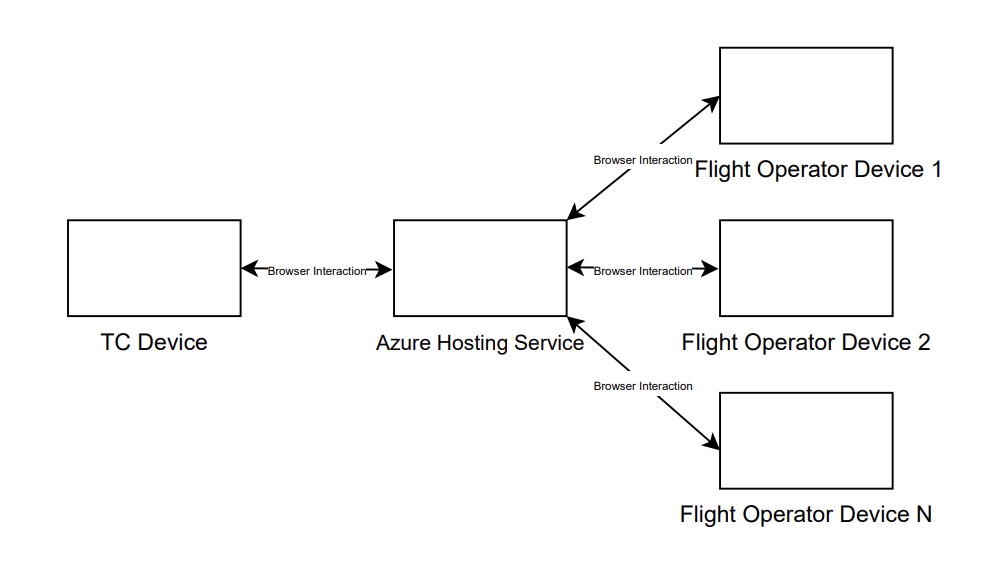 Browser Interaction
Flight Operator Device 1
Browser Interaction
Browser Interaction
TC Device
Azure Hosting Service
Flight Operator Device 2
Browser Interaction
Flight Operator Device N